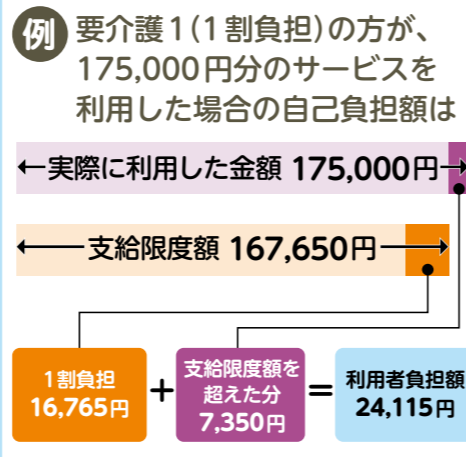 例 要介護1(1割負担)の方が、
175,000円分のサービスを
利用した場合の自己負担額は
実際に利用した金額 175,000円
支給限度額 167,650円
1割負担
16,765円
+
支給限度額を
超えた分
7,350円
=
利用者負担額
24,115円